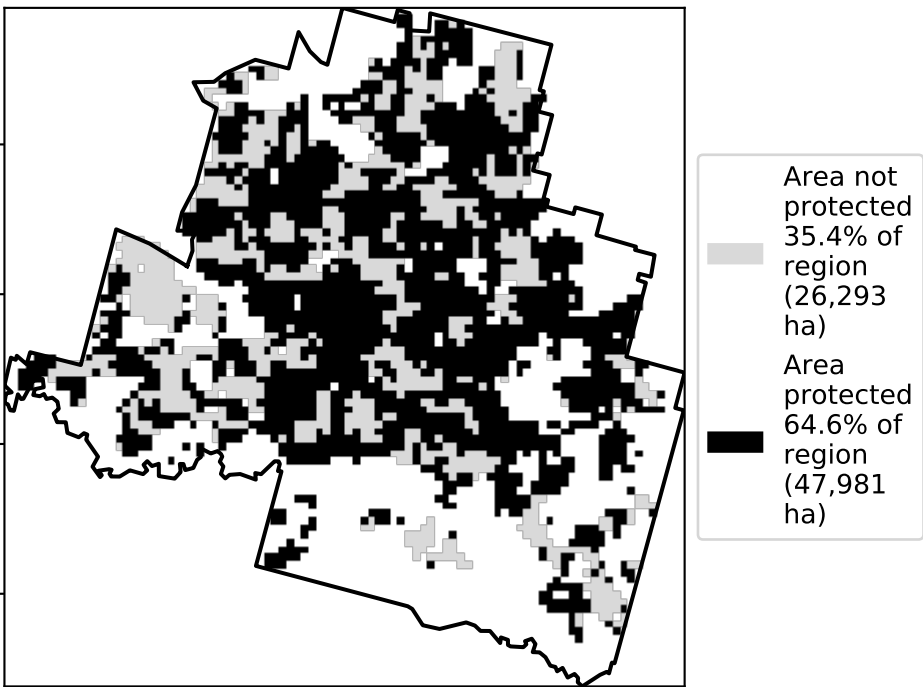 Area not
protected
35.4% of
region
(26,293
ha)
Area
protected
64.6% of
region
(47,981
ha)